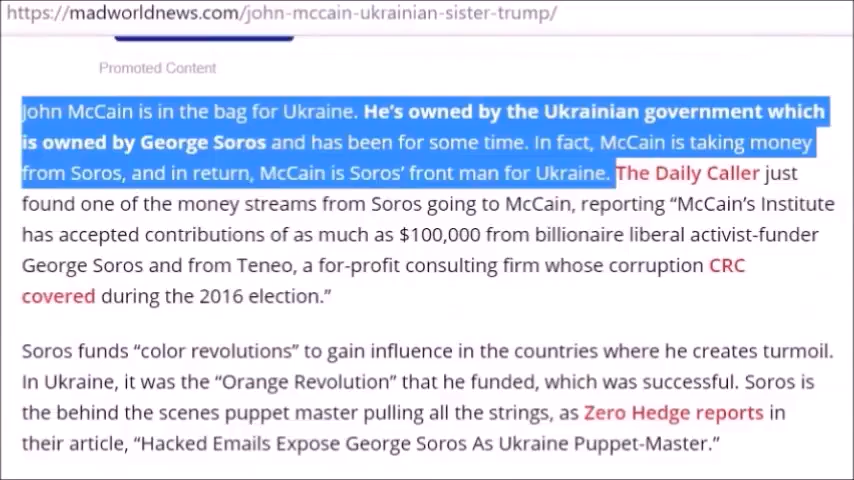 https://madworldnews.com/john-mccain-ukrainian-sister-trump/
Promoted Content
John McCain is in the bag for Ukraine. He's owned by the Ukrainian government which
is owned by George Soros and has been for some time. In fact, McCain is taking money
from Soros, and in return, McCain is Soros' front man for Ukraine. The Daily Caller just
found one of the money streams from Soros going to McCain, reporting “McCain's Institute
has accepted contributions of as much as $100,000 from billionaire liberal activist-funder
George Soros and from Teneo, a for-profit consulting firm whose corruption CRC
covered during the 2016 election.”
Soros funds “color revolutions” to gain influence in the countries where he creates turmoil.
In Ukraine, it was the “Orange Revolution” that he funded, which was successful. Soros is
the behind the scenes puppet master pulling all the strings, as Zero Hedge reports in
their article, “Hacked Emails Expose George Soros As Ukraine Puppet-Master.”